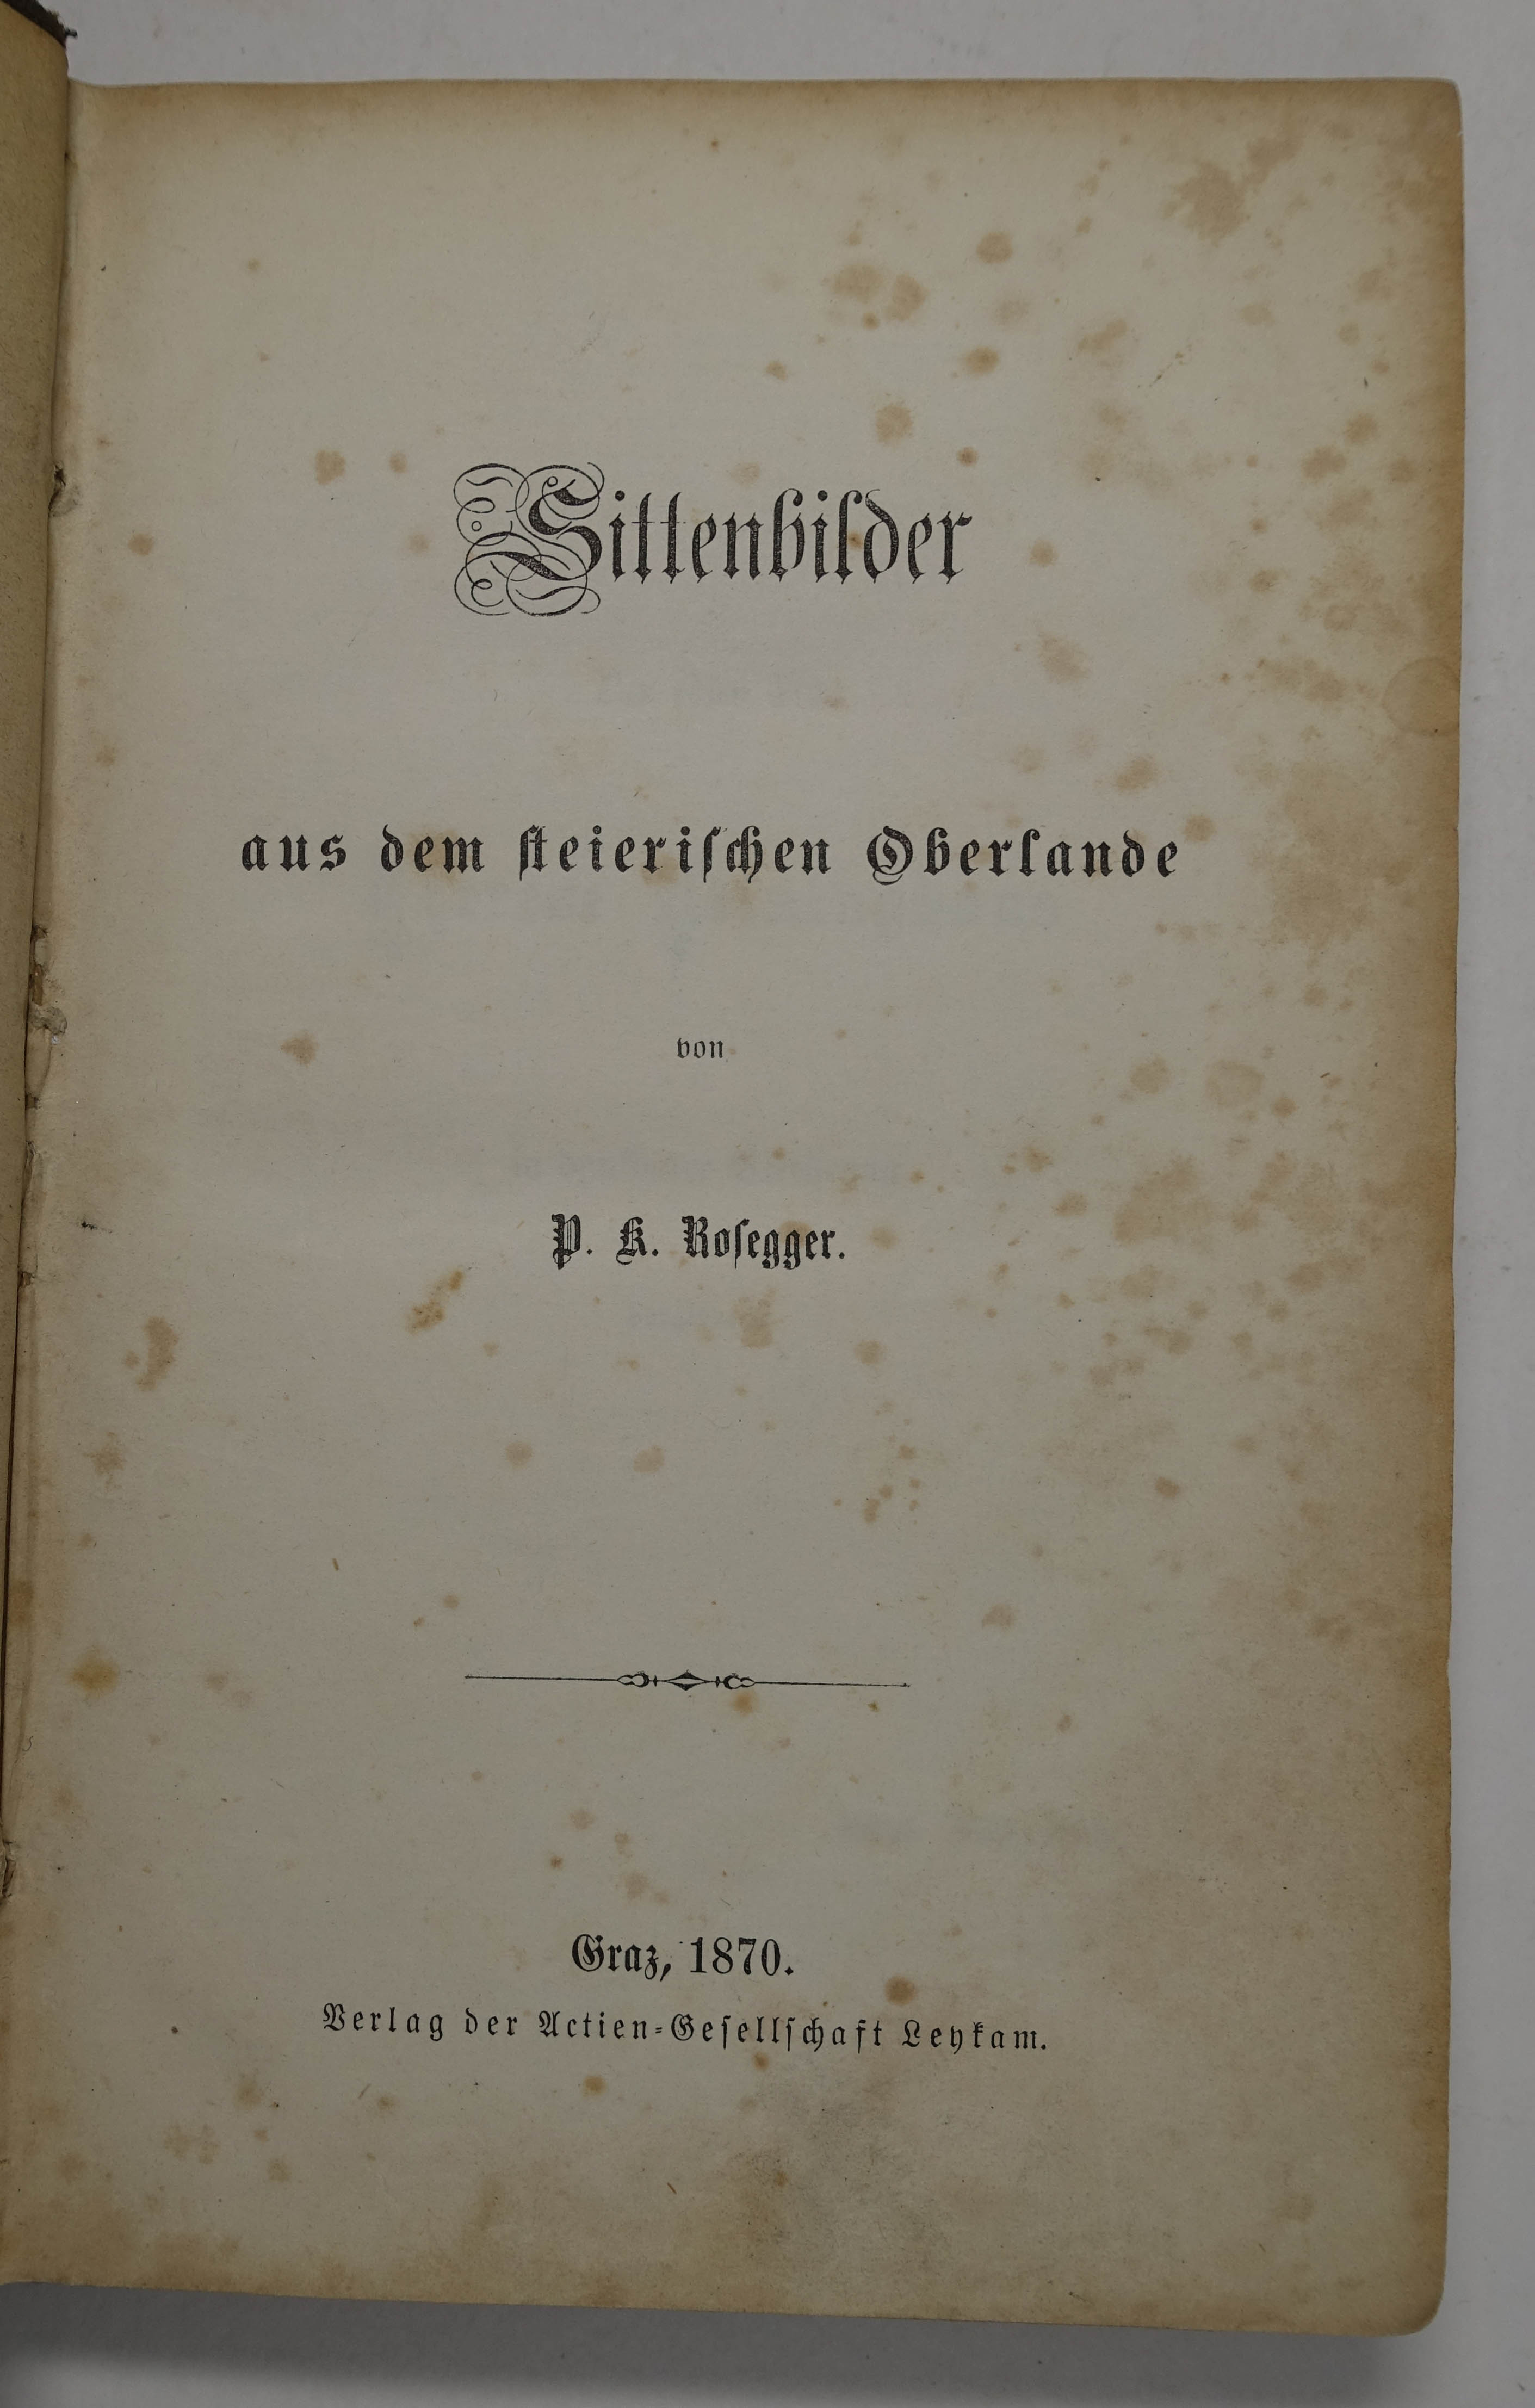 Sittenbilder
aus dem steierischen Oberlande
von
P. K. Rosegger.
Graz, 1870.
Verlag der Actien-Gesellschaft Leykam.